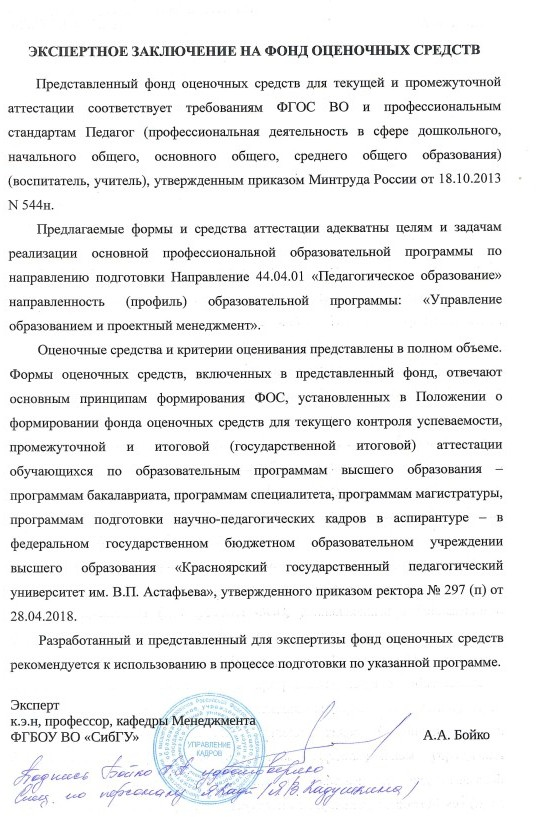 ЭКСПЕРТНОЕ ЗАКЛЮЧЕНИЕ НА ФОНД ОЦЕНОЧНЫХ СРЕДСТВ
Представленный фонд оценочных средств для текущей и промежуточной
аттестации соответствует требованиям ФГОС ВО и профессиональным
стандартам Педагог (профессиональная деятельность в сфере дошкольного,
начального общего, основного общего, среднего общего образования)
(воспитатель, учитель), утвержденным приказом Минтруда России от 18.10.2013
N 544н.
Предлагаемые формы и средства аттестации адекватны целям и задачам
реализации основной профессиональной образовательной программы по
направлению подготовки Направление 44.04.01 «Педагогическое образование»
направленность (профиль) образовательной программы: «Управление
образованием и проектный менеджмент».
Оценочные средства и критерии оценивания представлены в полном объеме.
Формы оценочных средств, включенных в представленный фонд, отвечают
основным принципам формирования ФОС, установленных в Положении о
формировании фонда оценочных средств для текущего контроля успеваемости,
промежуточной и итоговой (государственной итоговой) аттестации
обучающихся по образовательным программам высшего образования –
программам бакалавриата, программам специалитета, программам магистратуры,
программам подготовки научно-педагогических кадров в аспирантуре – в
федеральном государственном бюджетном образовательном учреждении
высшего образования «Красноярский государственный педагогический
университет им. В.П. Астафьева», утвержденного приказом ректора № 297 (п) от
28.04.2018.
Разработанный и представленный для экспертизы фонд оценочных средств
рекомендуется к использованию в процессе подготовки по указанной программе.
Эксперт
к.э.н, профессор, кафедры Менеджмента
ФГБОУ ВО «СибГУ» А.А. Бойко
УПРАВЛЕНИЕ
КАДРОВ
Подпись Бойко А.А. удостоверяю
Спец. по персоналу (Я.В. Кадушкина)